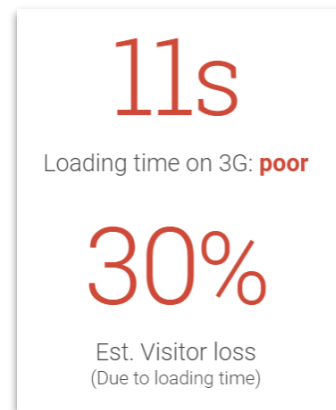 11s
Loading time on 3G: poor
30%
Est. Visitor loss
(Due to loading time)